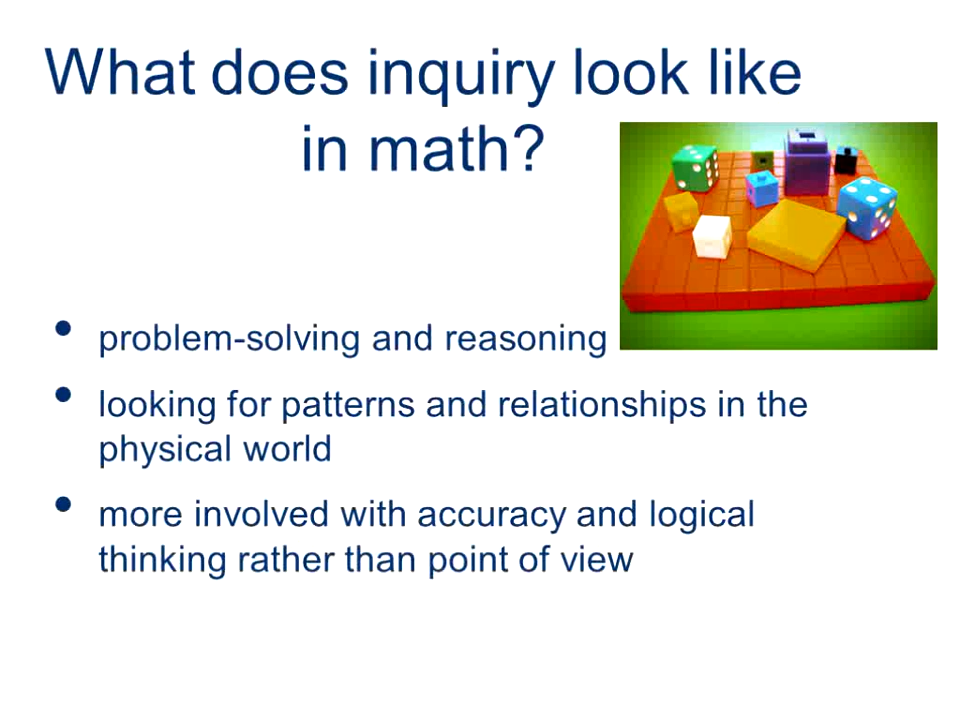 What does inquiry look like
in math?
• problem-solving and reasoning
• looking for patterns and relationships in the
physical world
• more involved with accuracy and logical
thinking rather than point of view